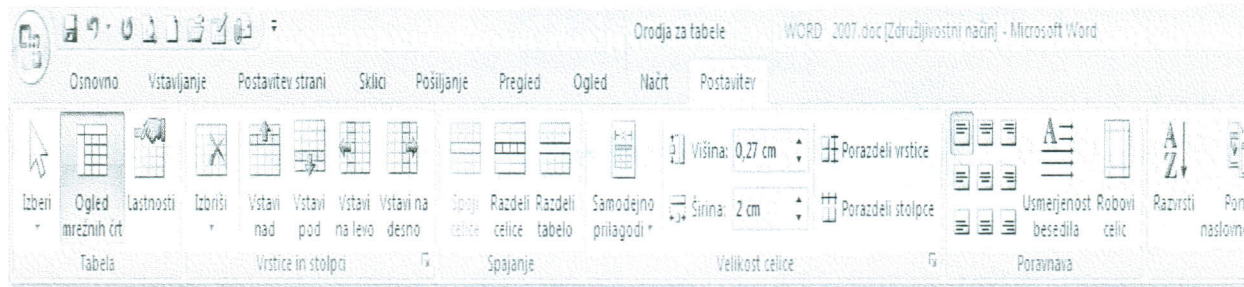 Orodja za tabele WORD 2007.doc [Združljivostni način] - Microsoft Word
Osnovno Vstavljanje Postavitev strani Sklici Pošiljanje Pregled Ogled Načrt Postavitev
Višina: 0,27 cm Porazdeli vrstice
Širina: 2 cm Porazdeli stolpce
Izberi Ogled Lastnosti Izbriši Vstavi Vstavi Vstavi Vstavi na Spoji Razdeli Razdeli Samodejno Usmerjenost Robovi Razvrsti
mrežnih črt nad pod na levo desno celice celice tabelo prilagodi besedila celic
Tabela Vrstice in stolpci Spajanje Velikost celice Poravnava